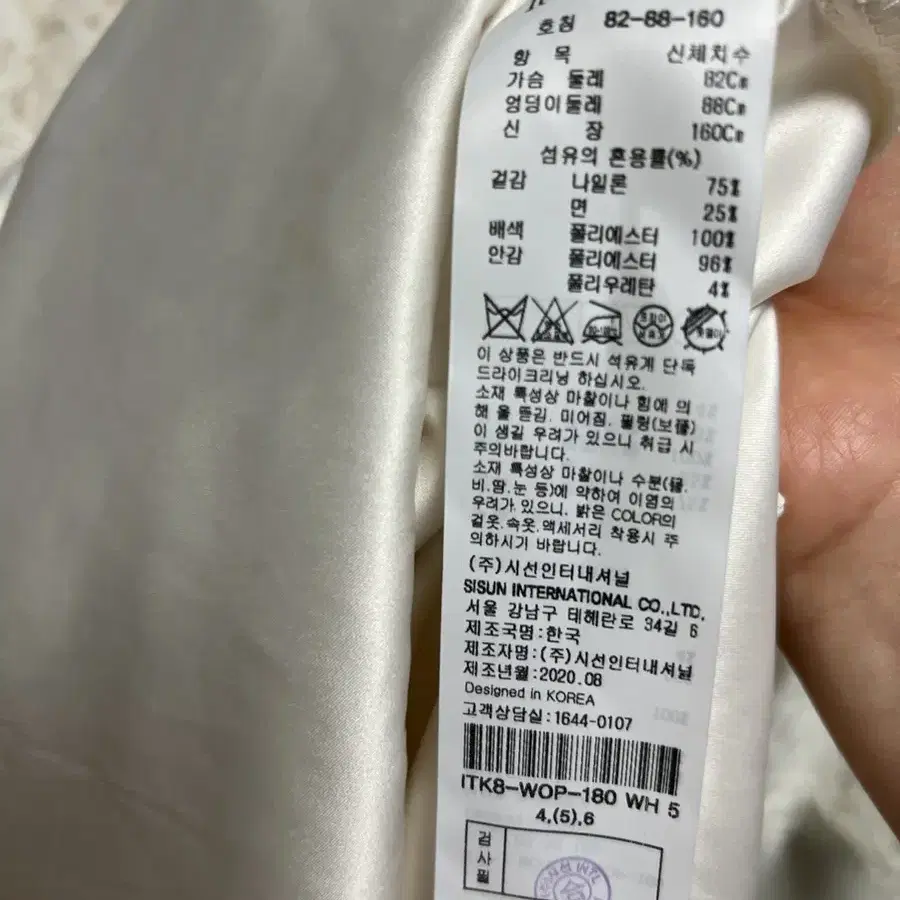 호칭 82-88-160
항 목 신체치수
가슴 둘레 82Cm
엉덩이둘레 88Cm
신 장 160Cm
섬유의 혼용률(%)
겉감 나일론 75%
면 25%
배색 폴리에스터 100%
안감 폴리에스터 96%
폴리우레탄 4%
이 상품은 반드시 석유계 단독
드라이크리닝 하십시오.
소재 특성상 마찰이나 힘에 의
해 올 뜯김, 미어짐, 필링(보풀)
이 생길 우려가 있으니 취급 시
주의바랍니다.
소재 특성상 마찰이나 수분(물,
비,땀,눈 등)에 약하여 이염의
우려가 있으니, 밝은 COLOR의
겉옷,속옷,액세서리 착용시 주
의하시기 바랍니다.
(주)시선인터내셔널
SISUN INTERNATIONAL CO.,LTD.
서울 강남구 테헤란로 34길 6
제조국명:한국
제조자명:(주)시선인터내셔널
제조년월:2020.08
Designed in KOREA
고객상담실:1644-0107
ITK8-WOP-180 WH 5
4,(5),6
검사필